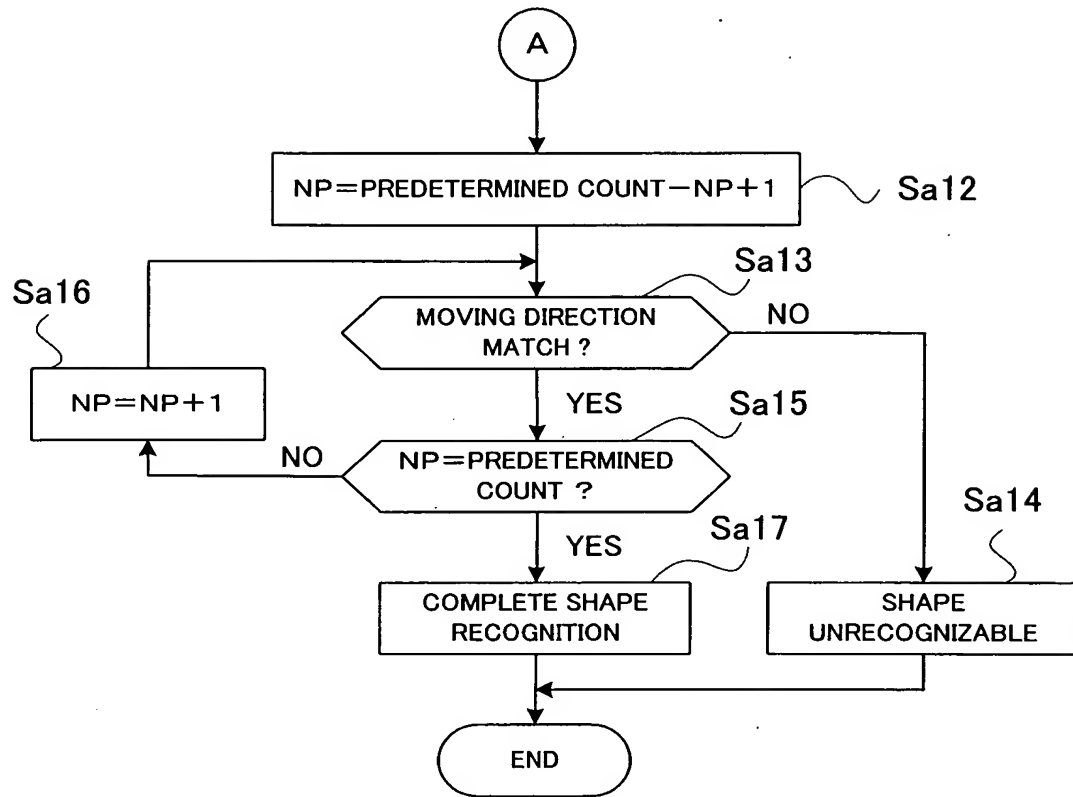 A
NP=PREDETERMINED COUNT-NP+1
Sa12
Sa13
Sa16
MOVING DIRECTION
MATCH ?
NO
NP=NP+1
YES
Sa15
NO
NP=PREDETERMINED
COUNT ?
Sa14
YES
Sa17
COMPLETE SHAPE
RECOGNITION
SHAPE
UNRECOGNIZABLE
END